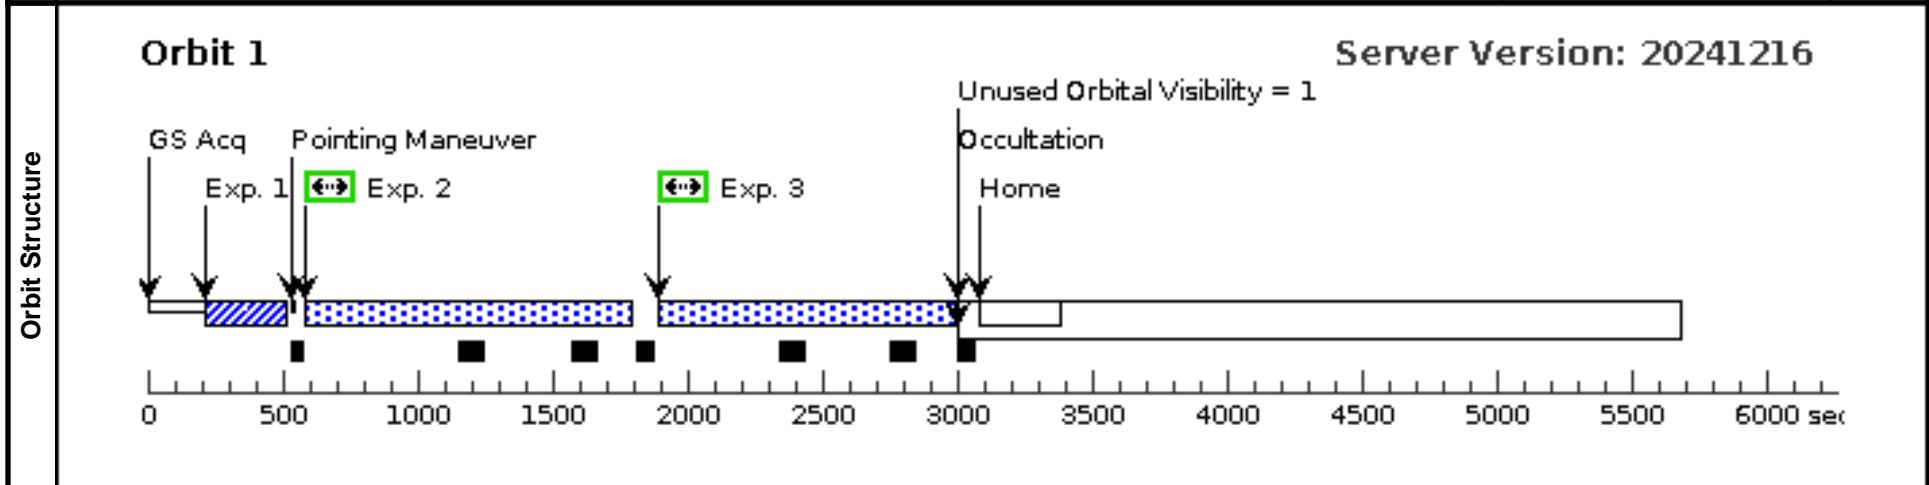 Orbit Structure
Orbit 1
Server Version: 20241216
Unused Orbital Visibility = 1
GS Acq
Pointing Maneuver
Occultation
Exp. 1
Exp. 2
Exp. 3
Home
0 500 1000 1500 2000 2500 3000 3500 4000 4500 5000 5500 6000 sec